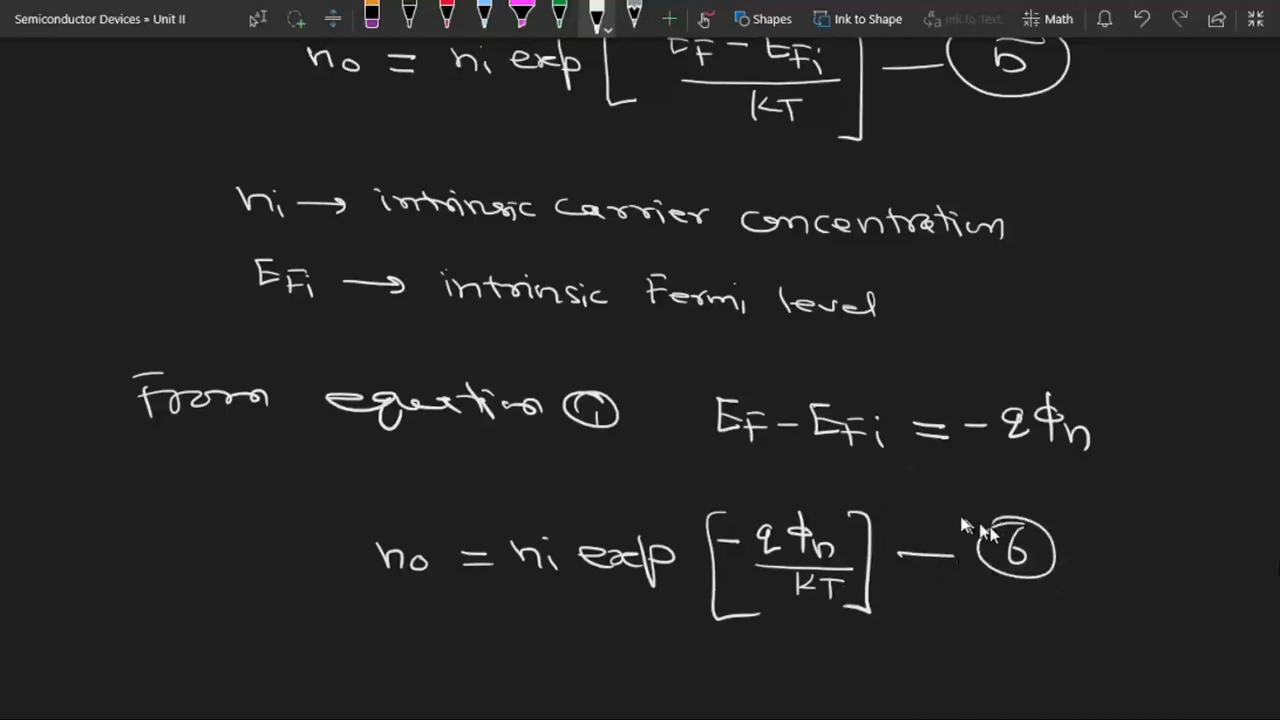 Semiconductor Devices » Unit II
Shapes Ink to Shape Ink to Text Math
n₀ = nᵢ exp [ (E_F − E_Fi) / KT ] — 5
nᵢ → intrinsic carrier concentration
E_Fi → intrinsic Fermi level
From equation ① E_F − E_Fi = − qϕₙ
n₀ = nᵢ exp [ − qϕₙ / KT ] — 6